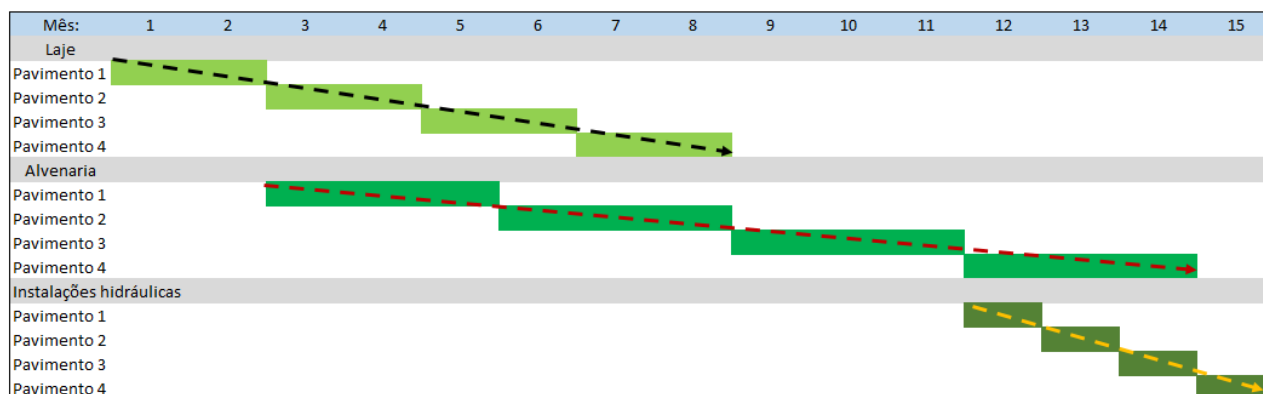 Mês: 1 2 3 4 5 6 7 8 9 10 11 12 13 14 15
Laje
Pavimento 1
Pavimento 2
Pavimento 3
Pavimento 4
Alvenaria
Pavimento 1
Pavimento 2
Pavimento 3
Pavimento 4
Instalações hidráulicas
Pavimento 1
Pavimento 2
Pavimento 3
Pavimento 4